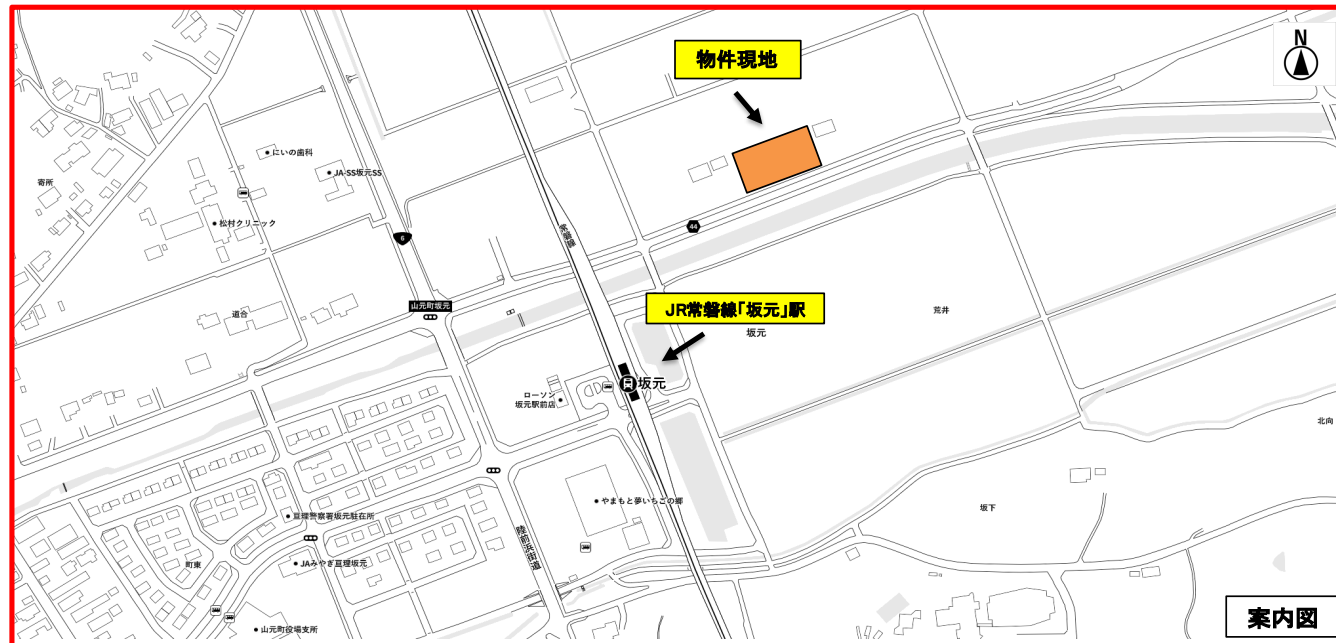 物件現地
N
にいの歯科
JA-SS坂元SS
寄所
松村クリニック
6
常磐線
44
山元町坂元
道合
JR常磐線「坂元」駅
坂元
荒井
坂元
ローソン
坂元駅前店
北向
やまもと夢いちごの郷
坂下
亘理警察署坂元駐在所
陸前浜街道
JAみやぎ亘理坂元
町東
山元町役場支所
案内図